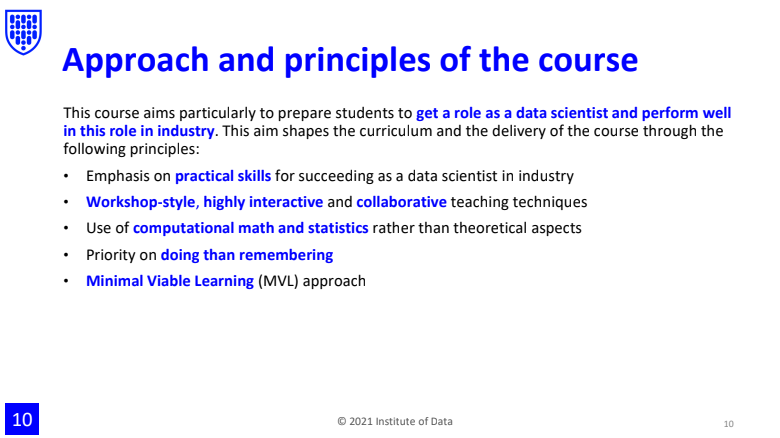 Approach and principles of the course
This course aims particularly to prepare students to get a role as a data scientist and perform well
in this role in industry. This aim shapes the curriculum and the delivery of the course through the
following principles:
• Emphasis on practical skills for succeeding as a data scientist in industry
• Workshop-style, highly interactive and collaborative teaching techniques
• Use of computational math and statistics rather than theoretical aspects
• Priority on doing than remembering
• Minimal Viable Learning (MVL) approach
10
© 2021 Institute of Data
10